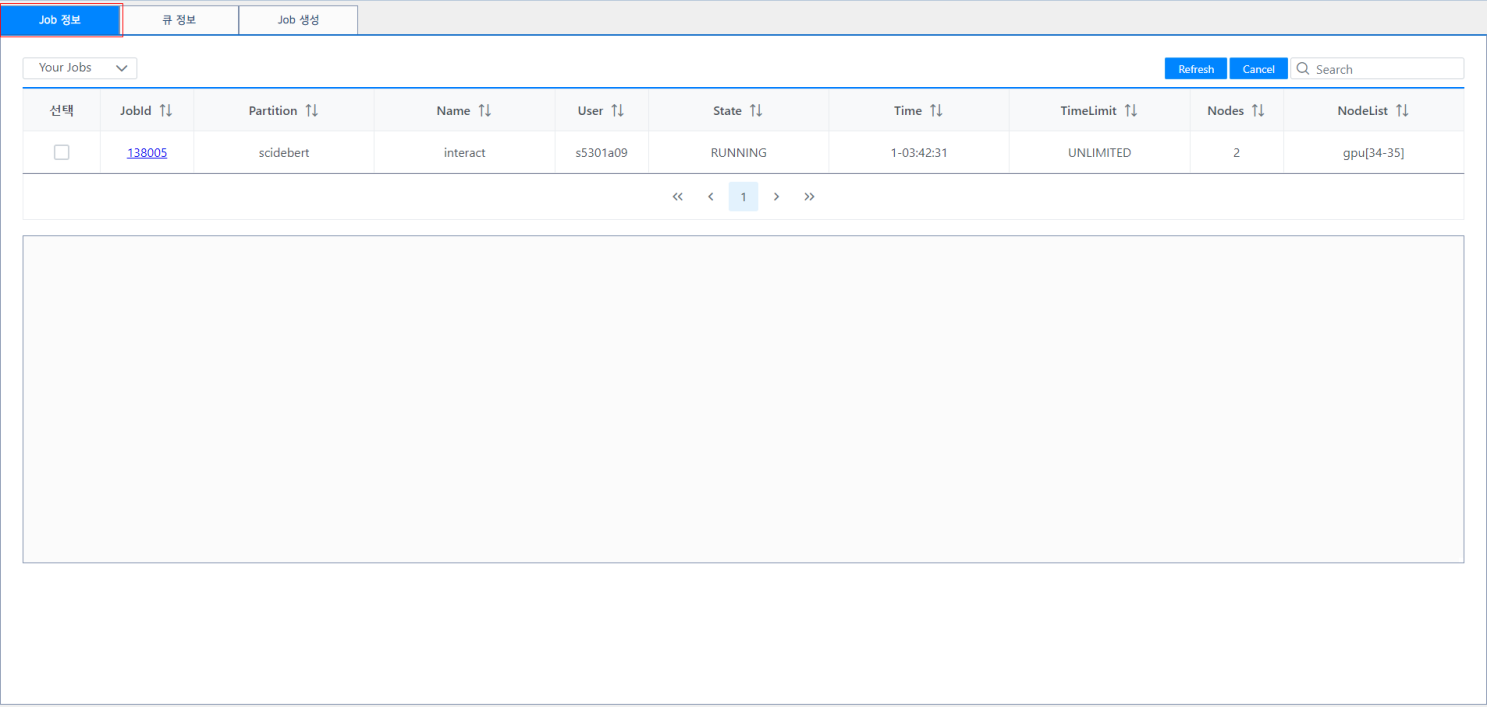 Job 정보 큐 정보 Job 생성
Your Jobs Refresh Cancel Search
선택 JobId Partition Name User State Time TimeLimit Nodes NodeList
138005 scidebert interact s5301a09 RUNNING 1-03:42:31 UNLIMITED 2 gpu[34-35]
1